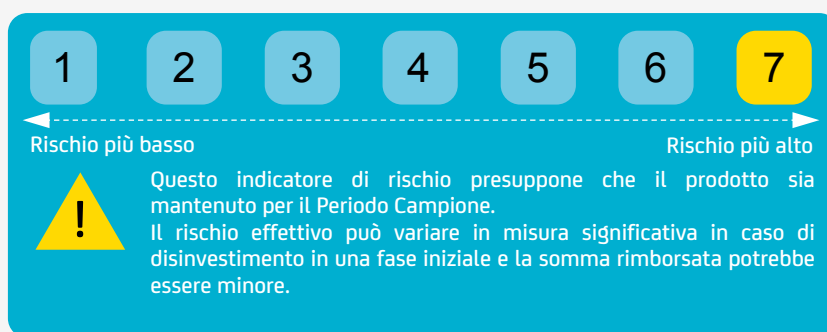 1 2 3 4 5 6 7
Rischio più basso Rischio più alto
!
Questo indicatore di rischio presuppone che il prodotto sia
mantenuto per il Periodo Campione.
Il rischio effettivo può variare in misura significativa in caso di
disinvestimento in una fase iniziale e la somma rimborsata potrebbe
essere minore.